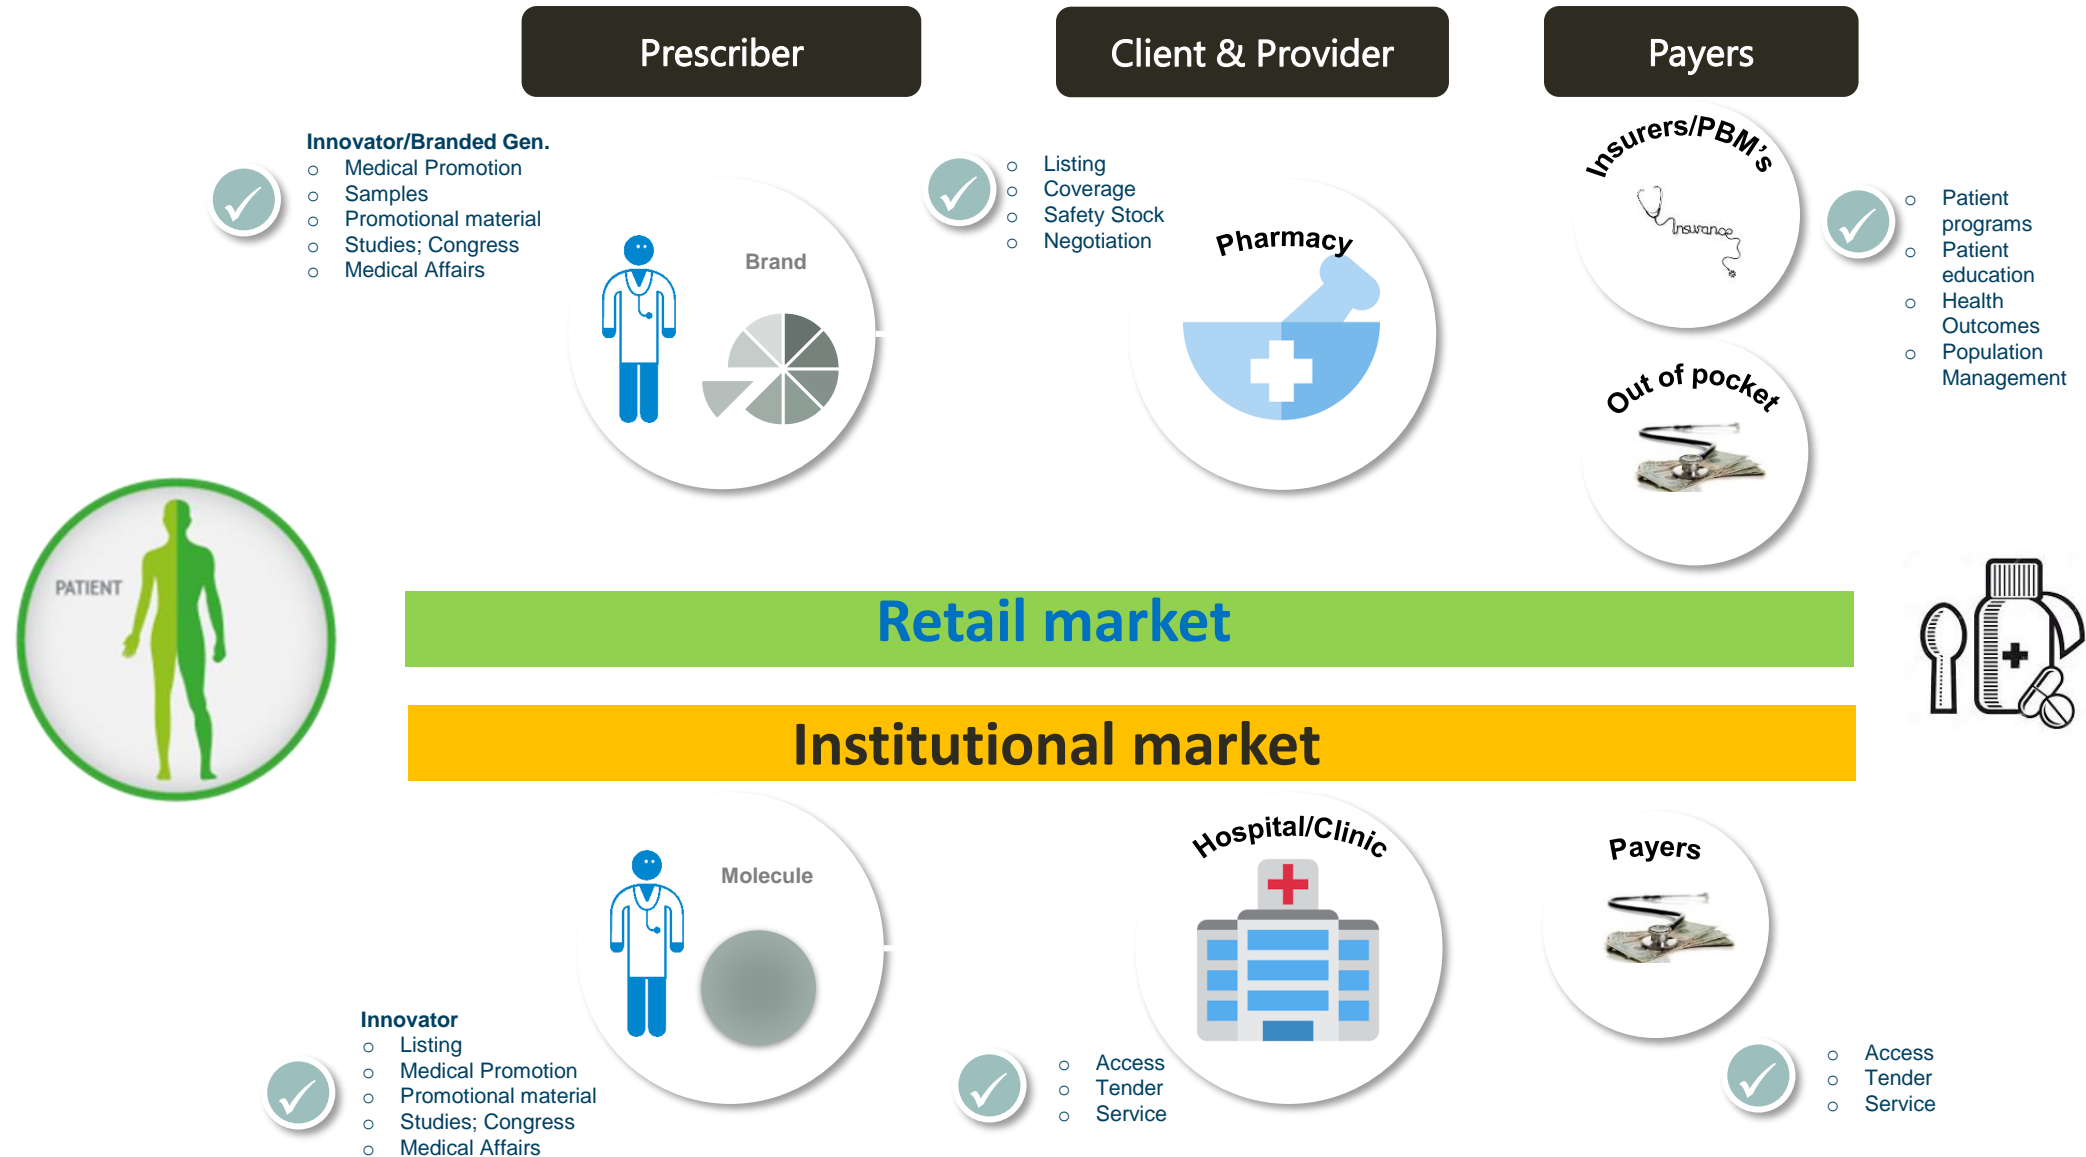 Prescriber
Client & Provider
Payers
Innovator/Branded Gen.
o Medical Promotion
o Samples
o Promotional material
o Studies; Congress
o Medical Affairs
Brand
o Listing
o Coverage
o Safety Stock
o Negotiation
Pharmacy
Insurers/PBM's
Insurance
o Patient
programs
o Patient
education
o Health
Outcomes
o Population
Management
Out of pocket
PATIENT
Retail market
Institutional market
Molecule
Innovator
o Listing
o Medical Promotion
o Promotional material
o Studies; Congress
o Medical Affairs
Hospital/Clinic
o Access
o Tender
o Service
Payers
o Access
o Tender
o Service